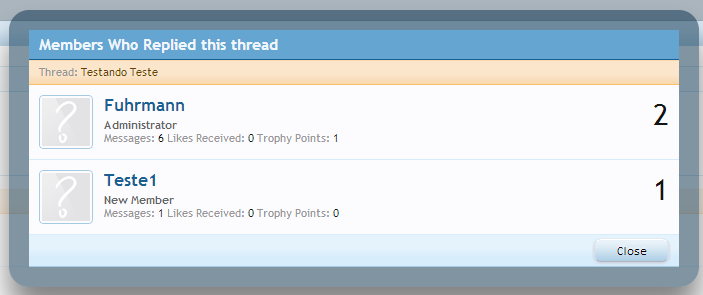 Members Who Replied this thread
Thread: Testando Teste
Fuhrmann
2
Administrator
Messages: 6 Likes Received: 0 Trophy Points: 1
Teste1
1
New Member
Messages: 1 Likes Received: 0 Trophy Points: 0
Close